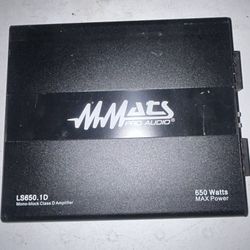 MMats
PRO AUDIO®
LS650.1D
Mono-block Class D Amplifier
650 Watts
MAX Power